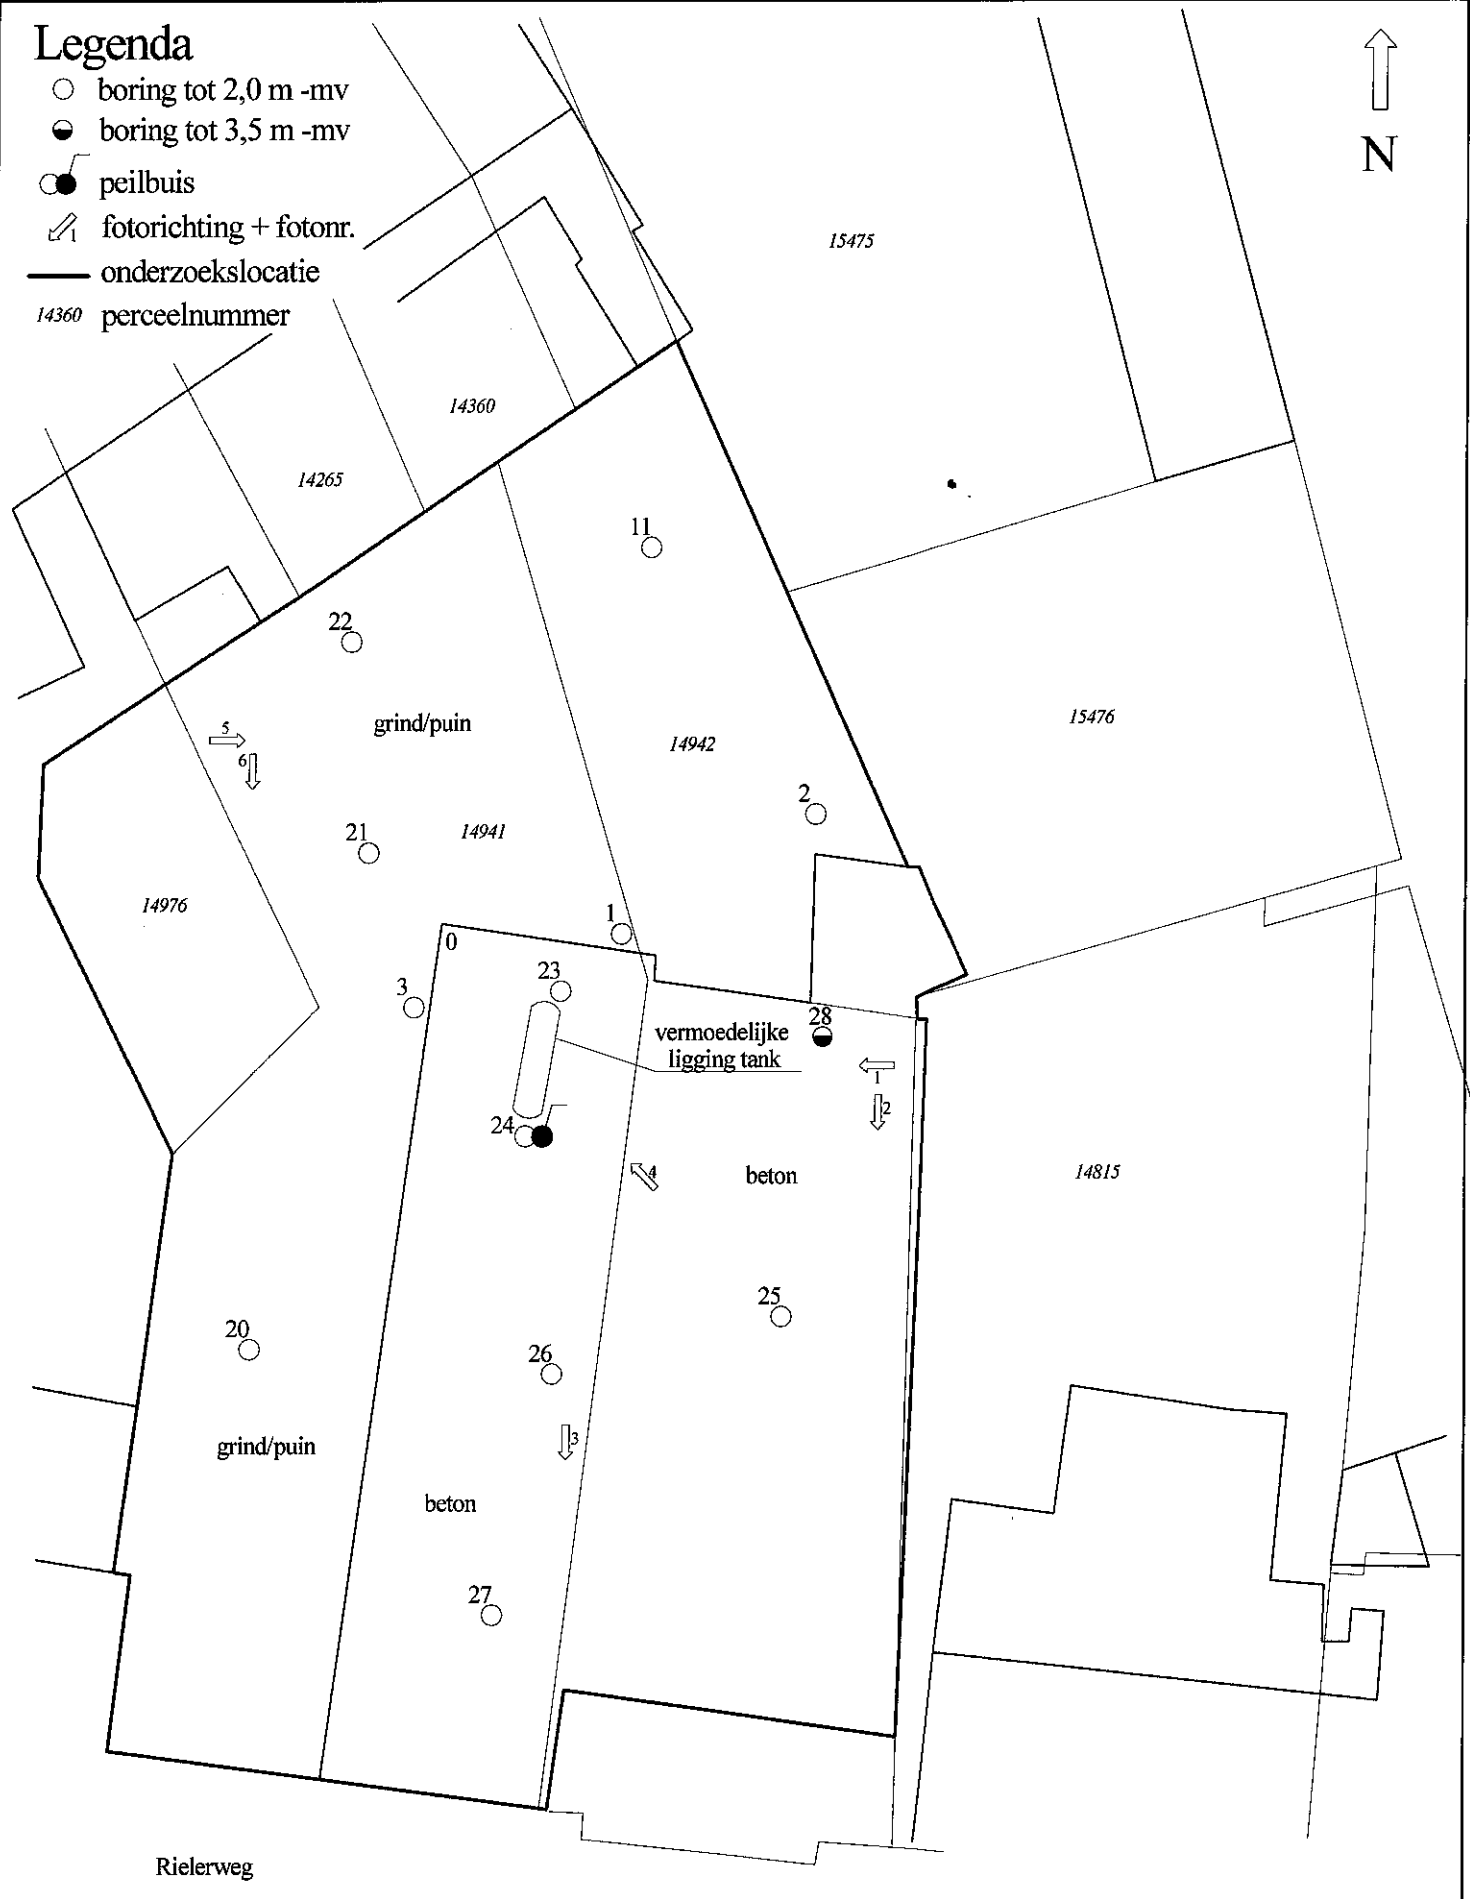 Legenda
boring tot 2,0 m -mv
boring tot 3,5 m -mv
peilbuis
1 fotorichting + fotonr.
onderzoekslocatie
14360 perceelnummer
N
15475
14360
14265
11
22
grind/puin
5
6
14942
15476
2
21
14941
14976
1
0
23
3
28
vermoedelijke
ligging tank
1
2
24
4
beton
14815
25
20
26
3
grind/puin
beton
27
Rielerweg